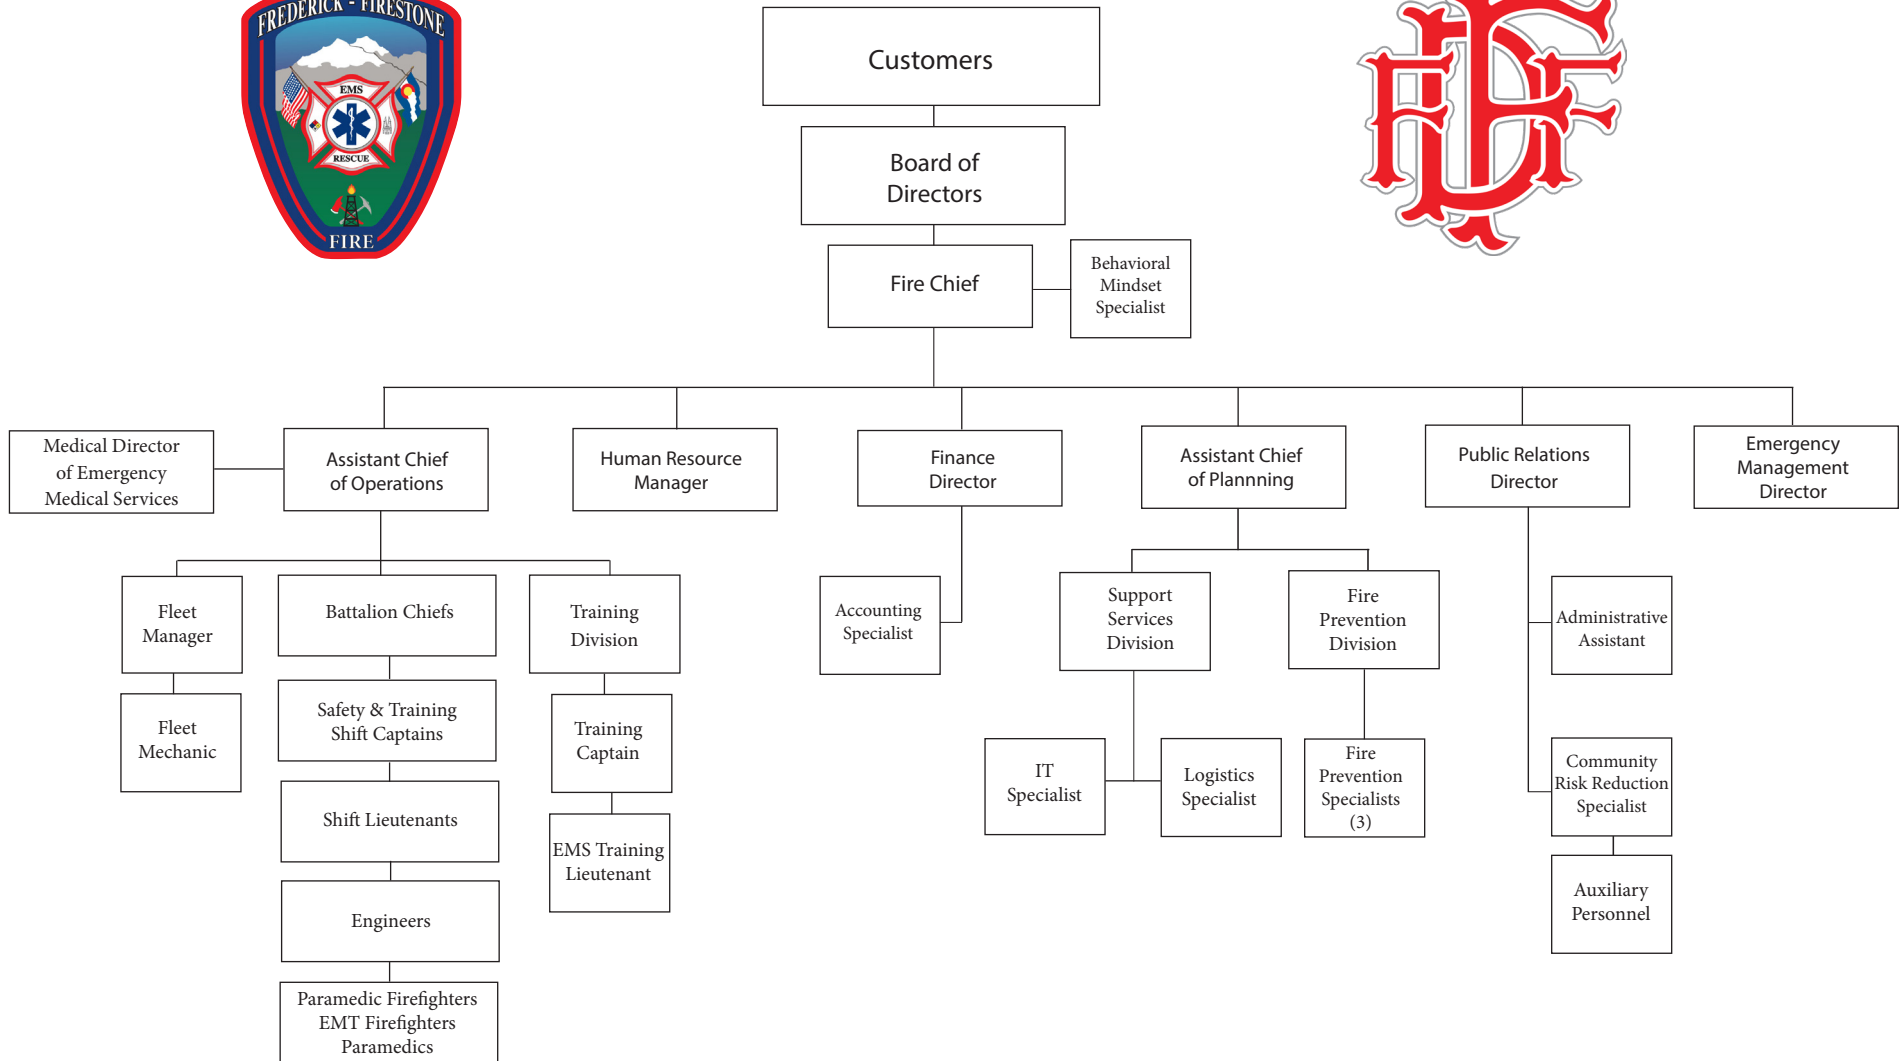 FREDERICK - FIRESTONE
EMS
RESCUE
FIRE
Customers
FFFD
Board of
Directors
Fire Chief
Behavioral
Mindset
Specialist
Medical Director
of Emergency
Medical Services
Assistant Chief
of Operations
Human Resource
Manager
Finance
Director
Assistant Chief
of Plannning
Public Relations
Director
Emergency
Management
Director
Fleet
Manager
Battalion Chiefs
Training
Division
Accounting
Specialist
Support
Services
Division
Fire
Prevention
Division
Administrative
Assistant
Fleet
Mechanic
Safety & Training
Shift Captains
Training
Captain
IT
Specialist
Logistics
Specialist
Fire
Prevention
Specialists
(3)
Community
Risk Reduction
Specialist
Shift Lieutenants
EMS Training
Lieutenant
Auxiliary
Personnel
Engineers
Paramedic Firefighters
EMT Firefighters
Paramedics